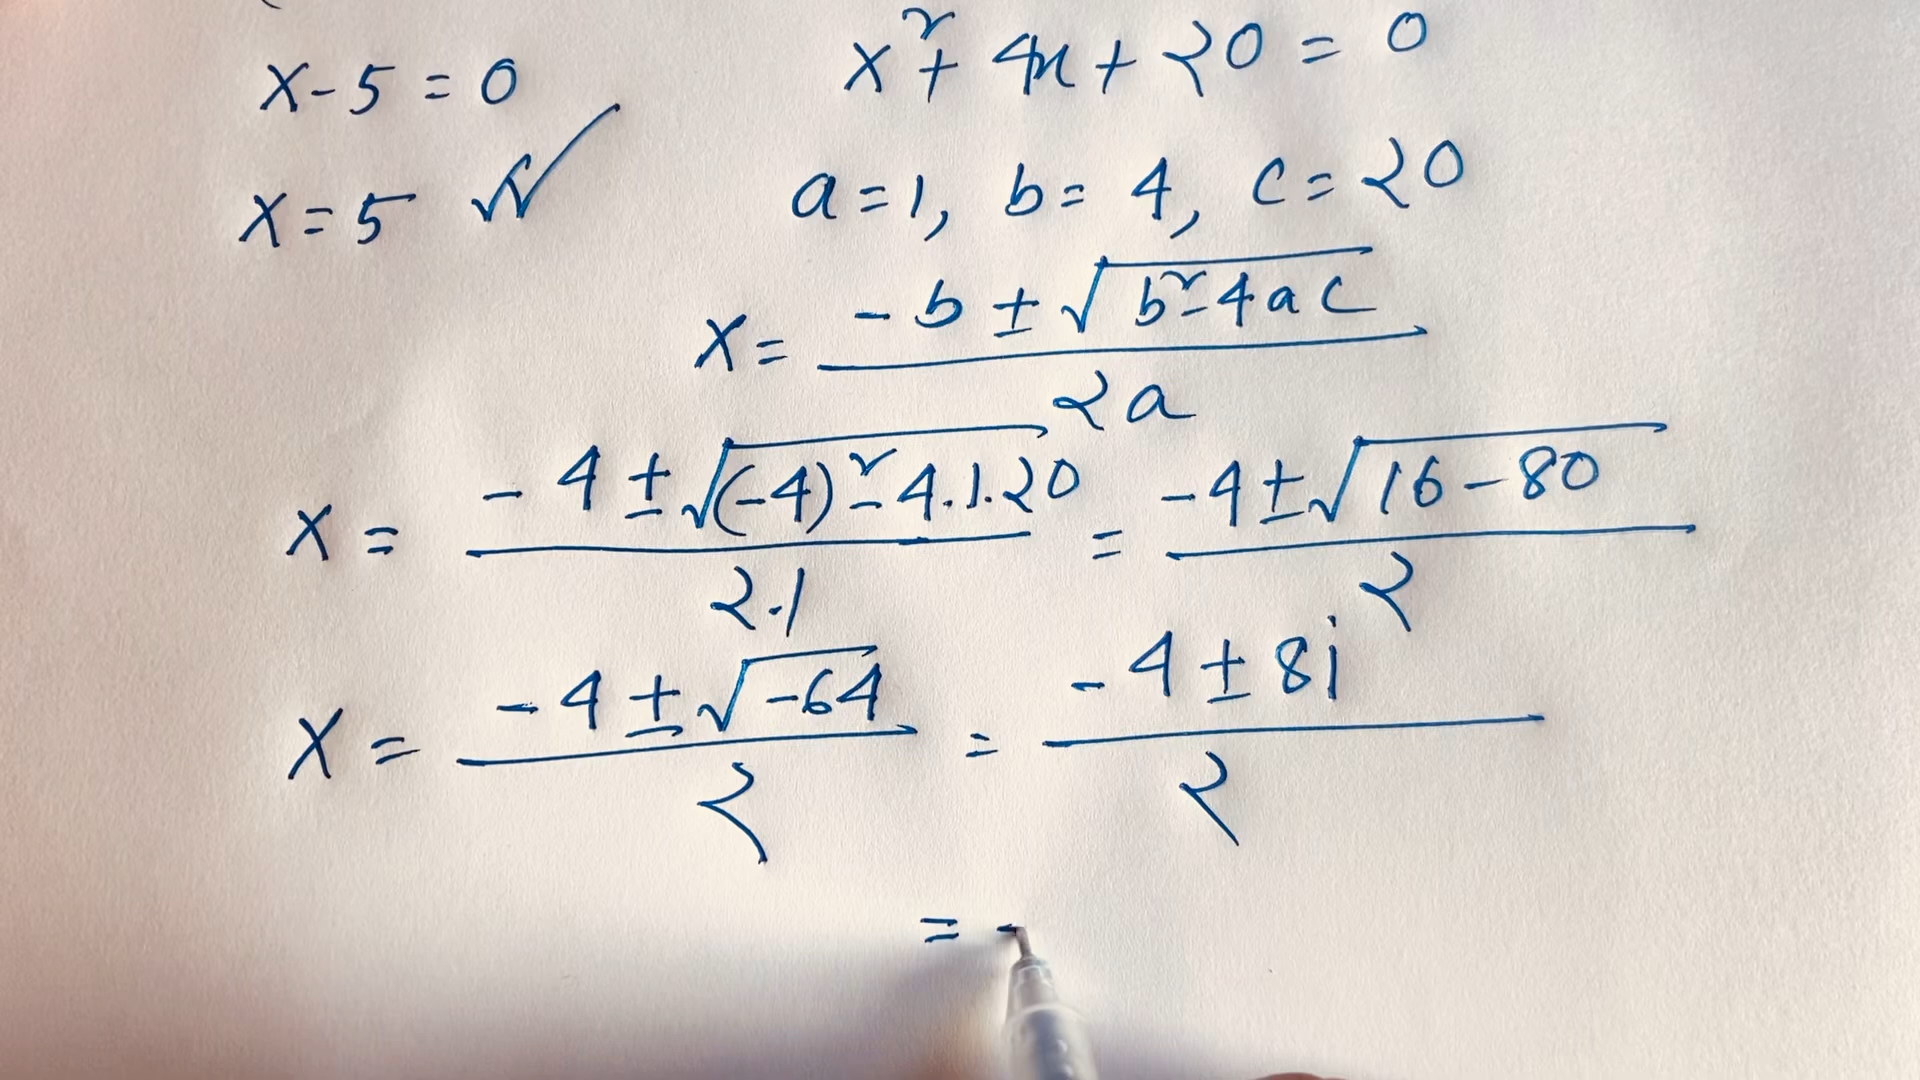 x - 5 = 0
x = 5 ✓
x² + 4x + 20 = 0
a = 1, b = 4, c = 20
x = (-b ± √(b² - 4ac)) / 2a
x = (-4 ± √((-4)² - 4.1.20)) / 2.1 = (-4 ± √(16 - 80)) / 2
x = (-4 ± √(-64)) / 2 = (-4 ± 8i) / 2
= -